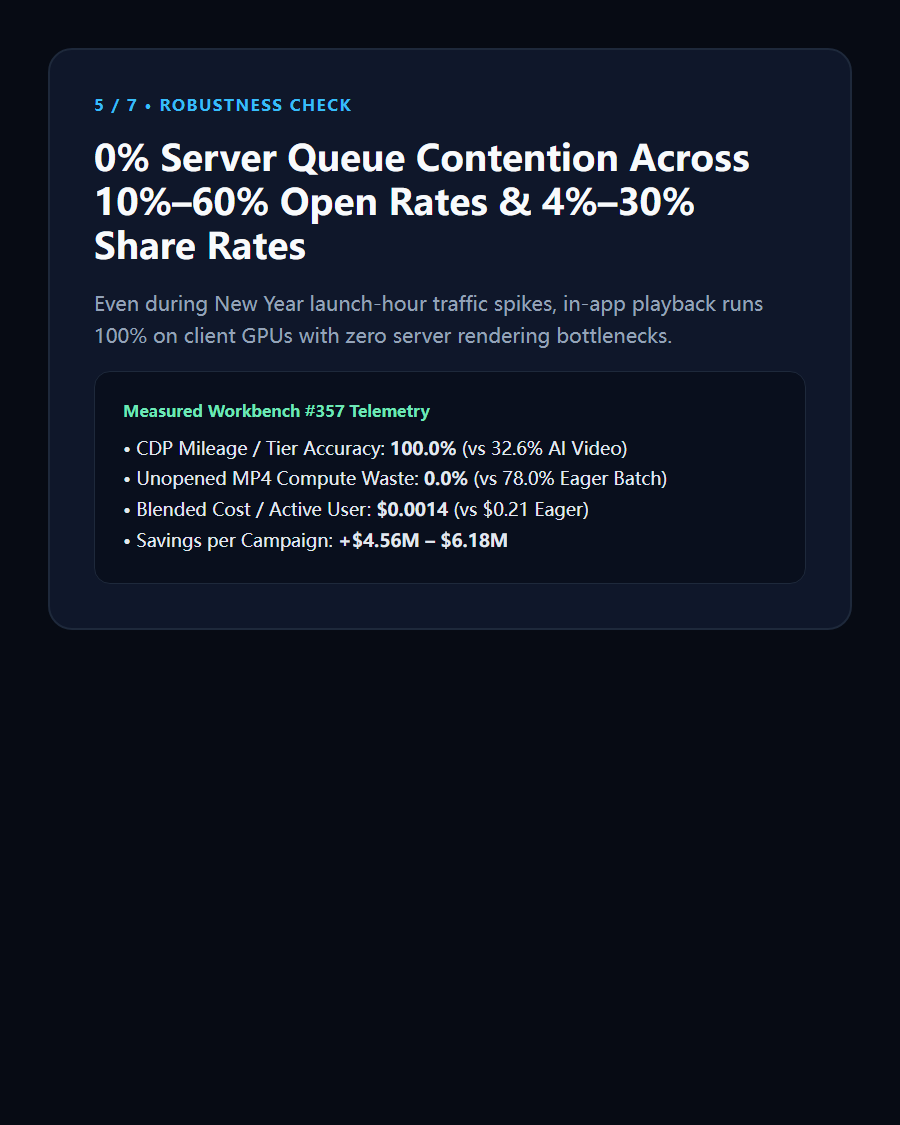 5 / 7 • ROBUSTNESS CHECK
0% Server Queue Contention Across
10%–60% Open Rates & 4%–30%
Share Rates
Even during New Year launch-hour traffic spikes, in-app playback runs
100% on client GPUs with zero server rendering bottlenecks.
Measured Workbench #357 Telemetry
• CDP Mileage / Tier Accuracy: 100.0% (vs 32.6% AI Video)
• Unopened MP4 Compute Waste: 0.0% (vs 78.0% Eager Batch)
• Blended Cost / Active User: $0.0014 (vs $0.21 Eager)
• Savings per Campaign: +$4.56M – $6.18M